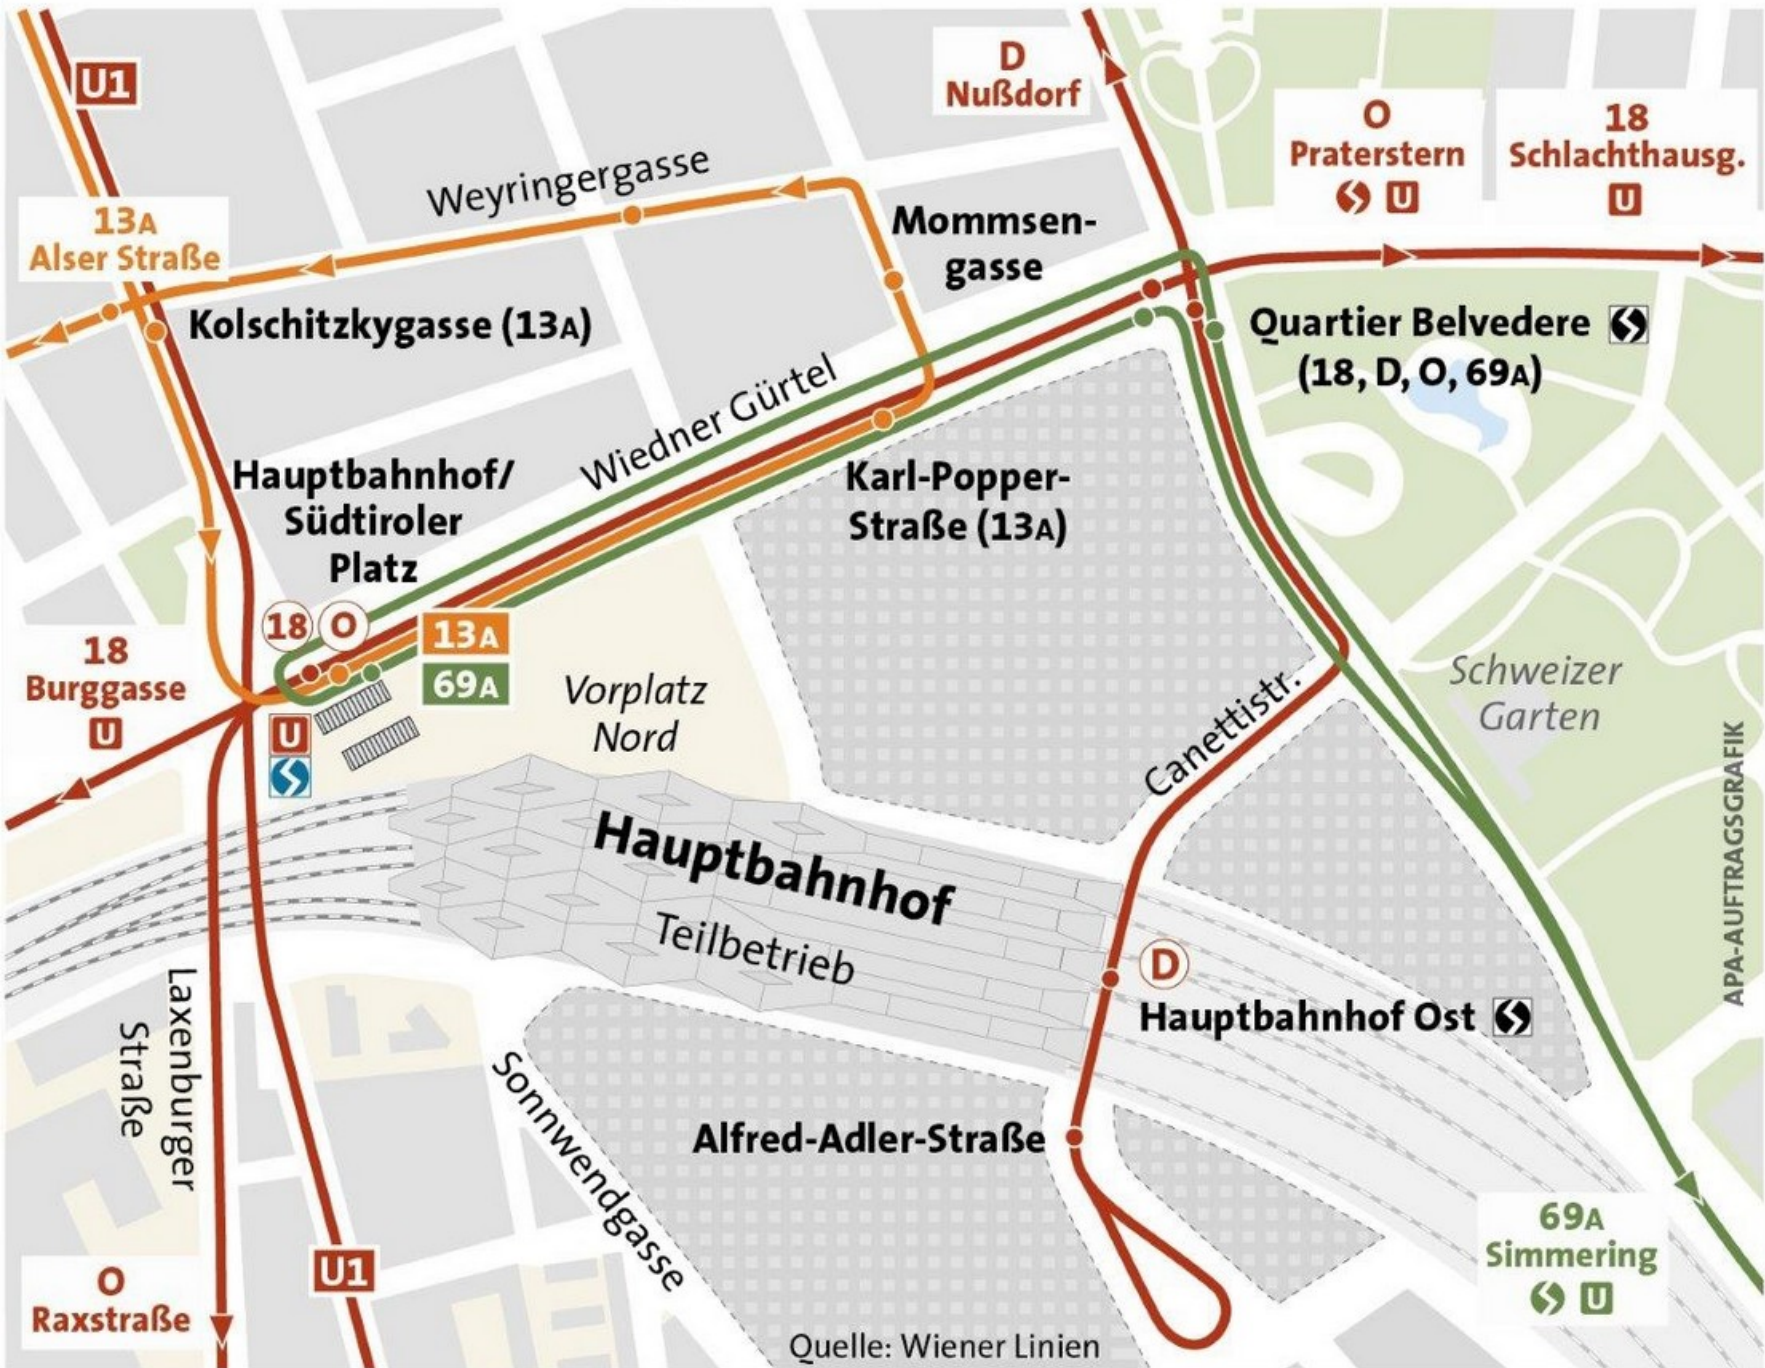 U1
D
Nußdorf
O
Praterstern
U
18
Schlachthausg.
U
13A
Alser Straße
Weyringergasse
Mommsen-
gasse
Kolschitzkygasse (13A)
Quartier Belvedere
(18, D, O, 69A)
Wiedner Gürtel
Hauptbahnhof/
Südtiroler
Platz
Karl-Popper-
Straße (13A)
18
O
13A
69A
18
Burggasse
U
U
Vorplatz
Nord
Canettistr.
Schweizer
Garten
Hauptbahnhof
Teilbetrieb
D
Hauptbahnhof Ost
Laxenburger
Straße
Sonnwendgasse
Alfred-Adler-Straße
O
Raxstraße
U1
69A
Simmering
U
Quelle: Wiener Linien
APA-AUFTRAGSGRAFIK